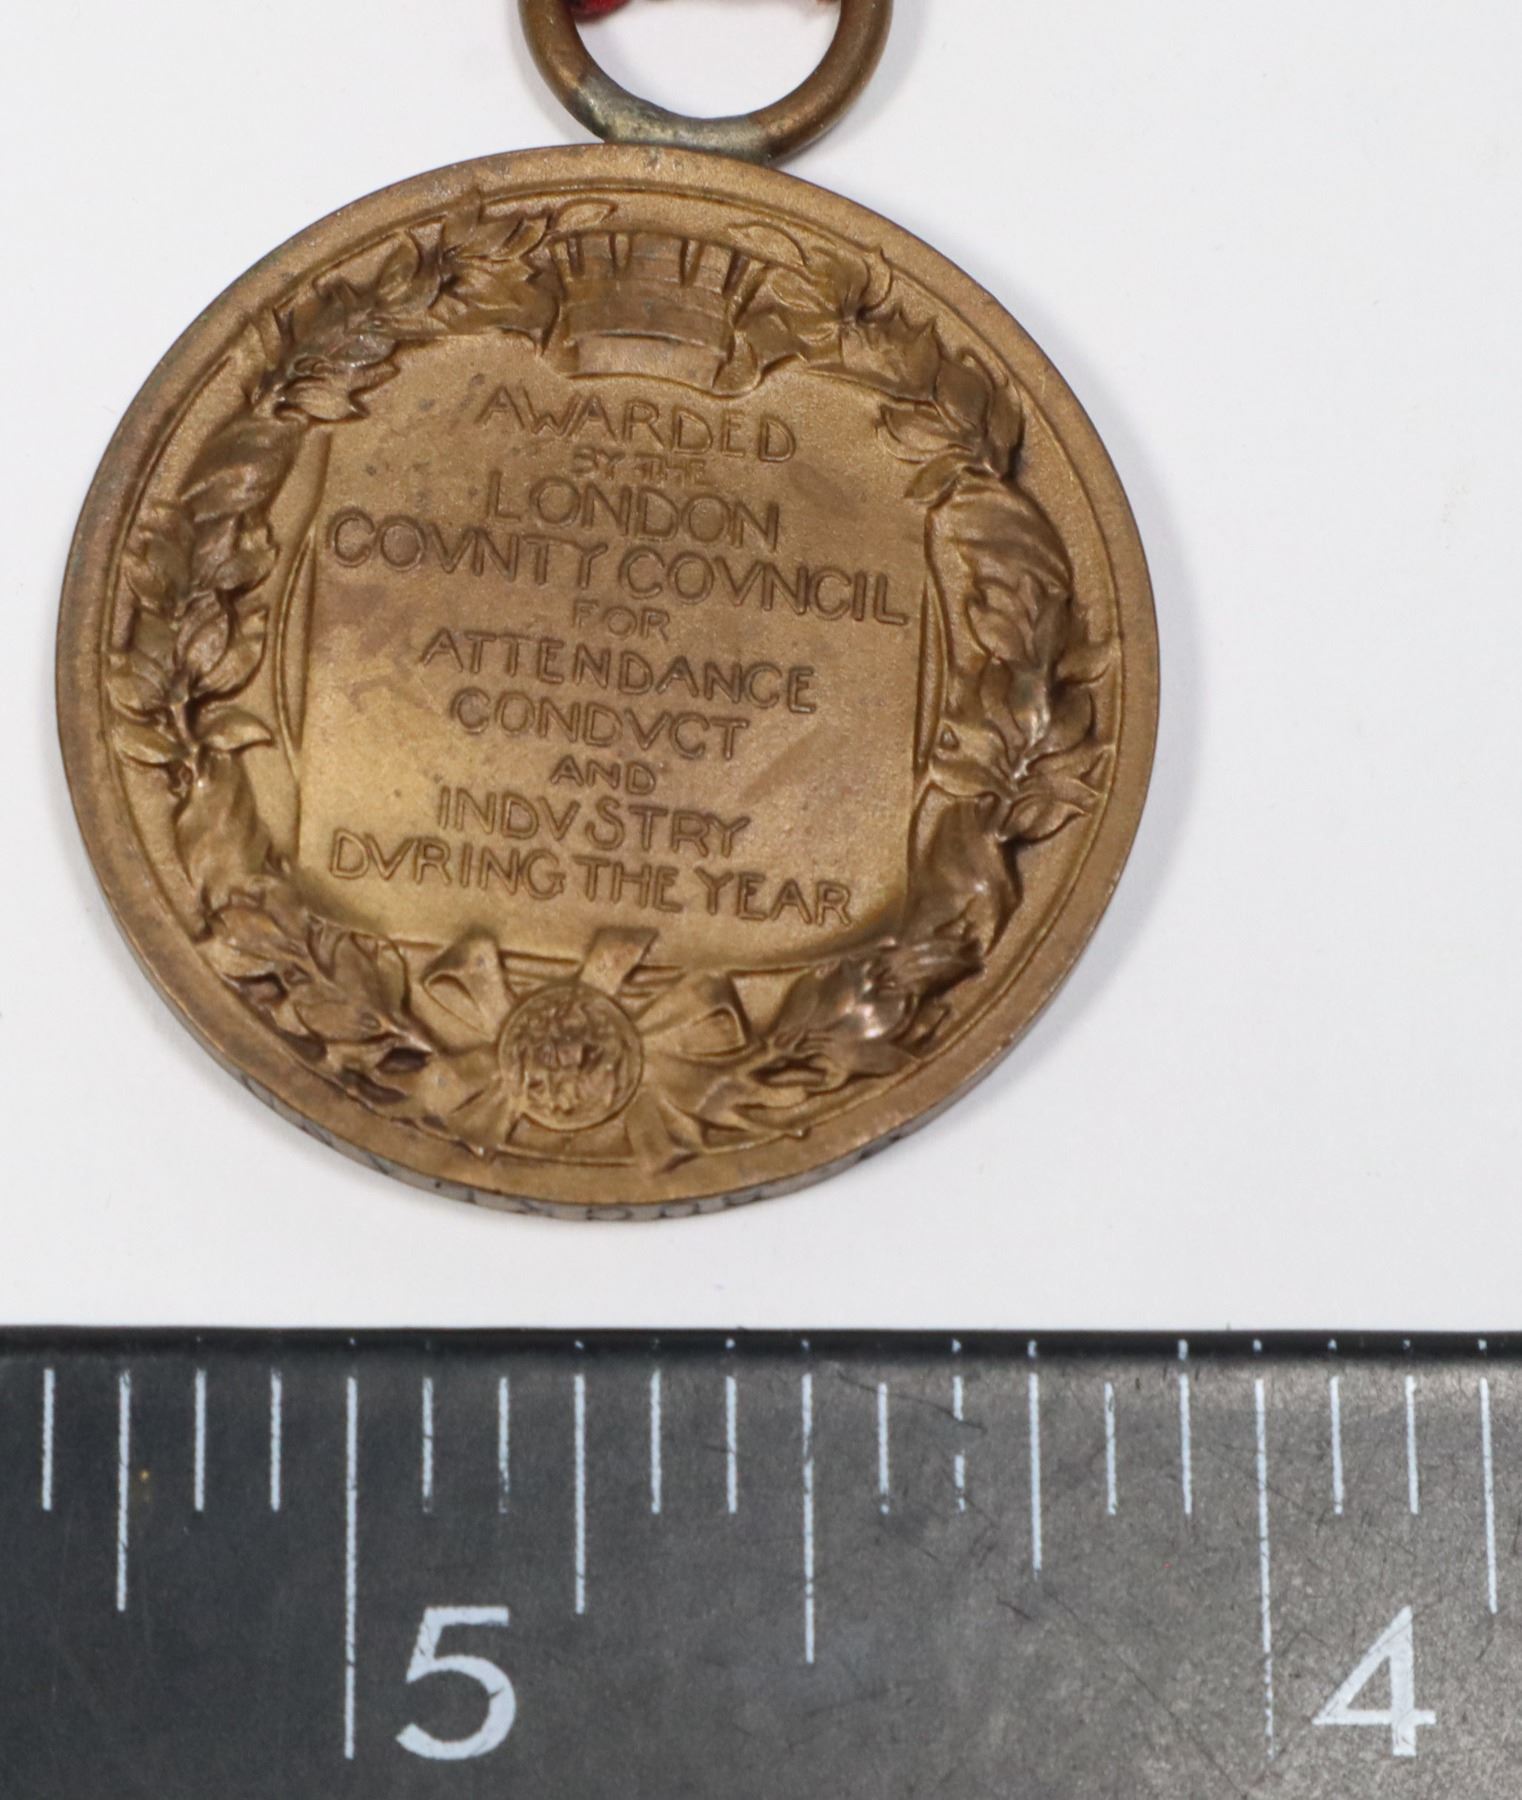 AWARDED
BY THE
LONDON
COVNTY COVNCIL
FOR
ATTENDANCE
CONDVCT
AND
INDVSTRY
DVRING THE YEAR
5 4